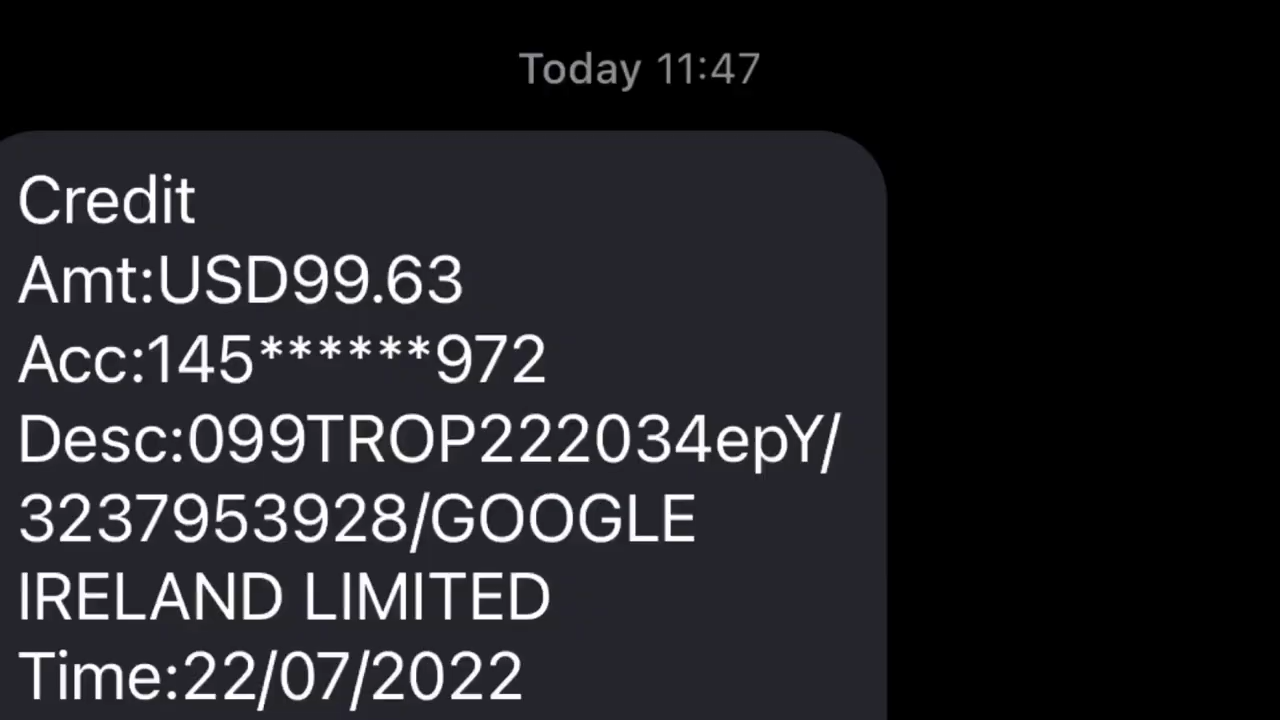 Today 11:47
Credit
Amt:USD99.63
Acc:145******972
Desc:099TROP222034epY/
3237953928/GOOGLE
IRELAND LIMITED
Time:22/07/2022